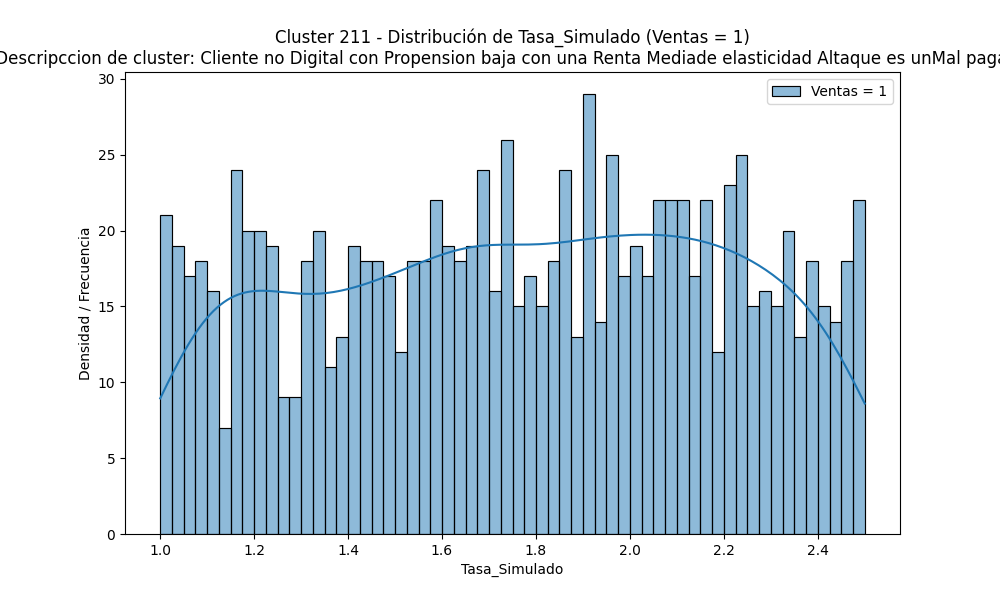 Cluster 211 - Distribución de Tasa_Simulado (Ventas = 1)
Descripccion de cluster: Cliente no Digital con Propension baja con una Renta Mediade elasticidad Altaque es unMal paga
Ventas = 1
Densidad / Frecuencia
30
25
20
15
10
5
0
1.0 1.2 1.4 1.6 1.8 2.0 2.2 2.4
Tasa_Simulado